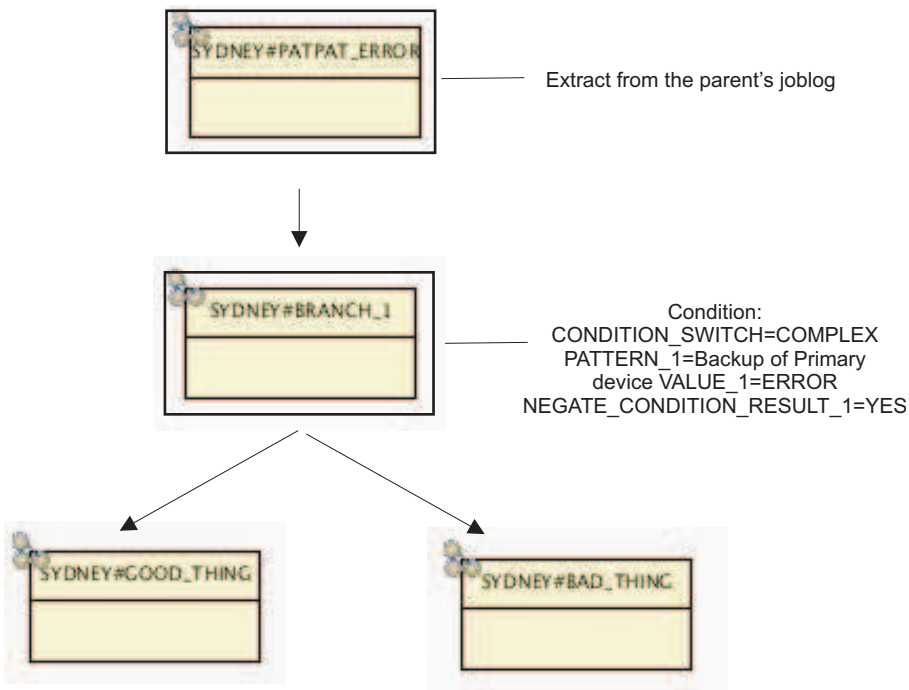 SYDNEY#PATPAT_ERROR
Extract from the parent's joblog
SYDNEY#BRANCH_1
Condition:
CONDITION_SWITCH=COMPLEX
PATTERN_1=Backup of Primary
device VALUE_1=ERROR
NEGATE_CONDITION_RESULT_1=YES
SYDNEY#GOOD_THING
SYDNEY#BAD_THING